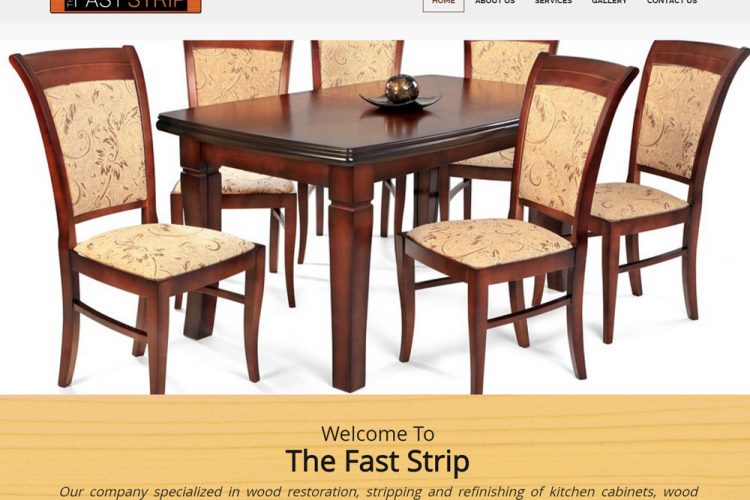 THE FAST STRIP
HOME ABOUT US SERVICES GALLERY CONTACT US
Welcome To
The Fast Strip
Our company specialized in wood restoration, stripping and refinishing of kitchen cabinets, wood